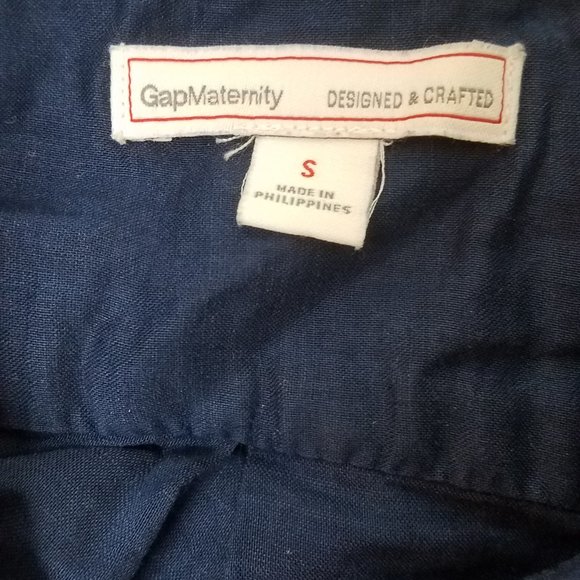 GapMaternity DESIGNED & CRAFTED
S
MADE IN
PHILIPPINES